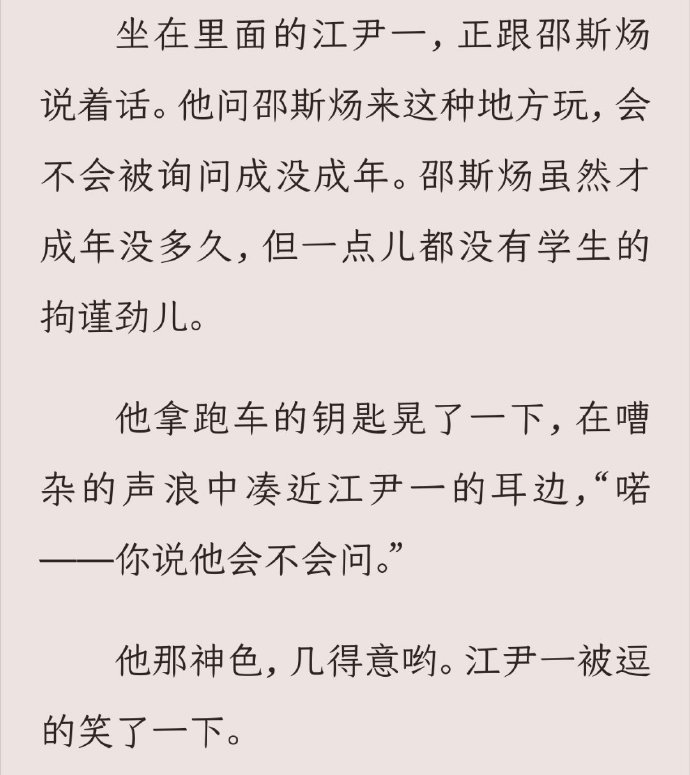 坐在里面的江尹一，正跟邵斯炀
说着话。他问邵斯炀来这种地方玩，会
不会被询问成没成年。邵斯炀虽然才
成年没多久，但一点儿都没有学生的
拘谨劲儿。
他拿跑车的钥匙晃了一下，在嘈
杂的声浪中凑近江尹一的耳边，“喏
——你说他会不会问。”
他那神色，几得意哟。江尹一被逗
的笑了一下。